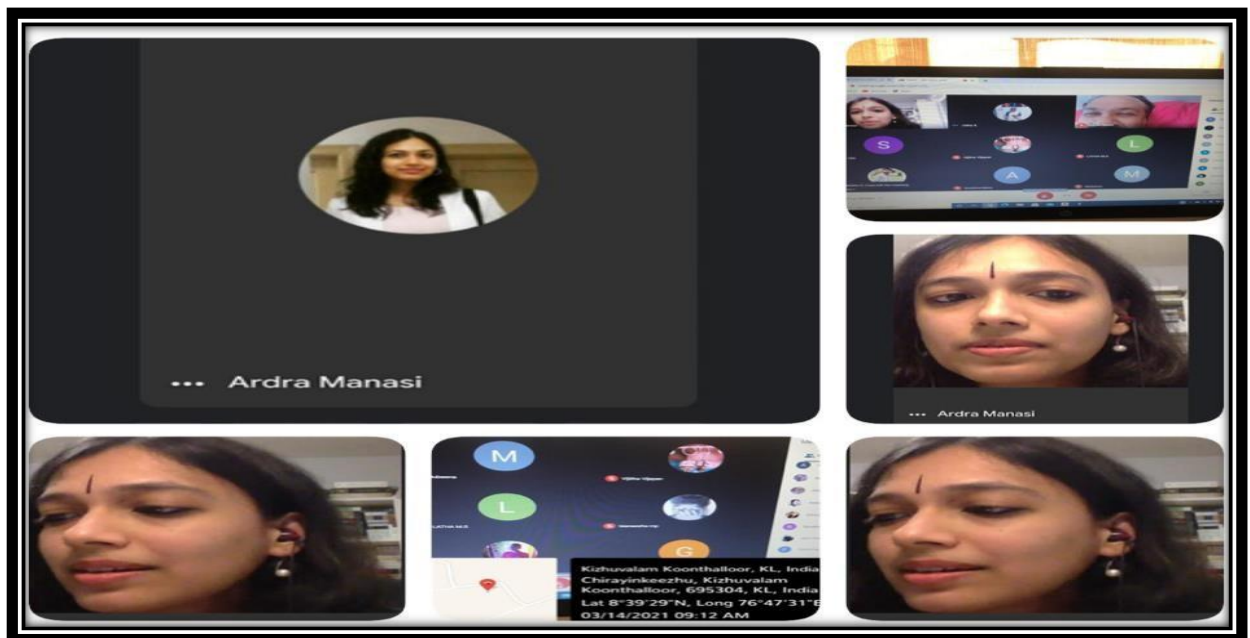 Ardra Manasi
S
L
A
M
Ardra Manasi
M
L
LATHA M.R
G
Kizhuvalam Koonthalloor, KL, India
Chirayinkeezhu, Kizhuvalam
Koonthalloor, 695304, KL, India
Lat 8°39'29"N, Long 76°47'31"E
03/14/2021 09:12 AM